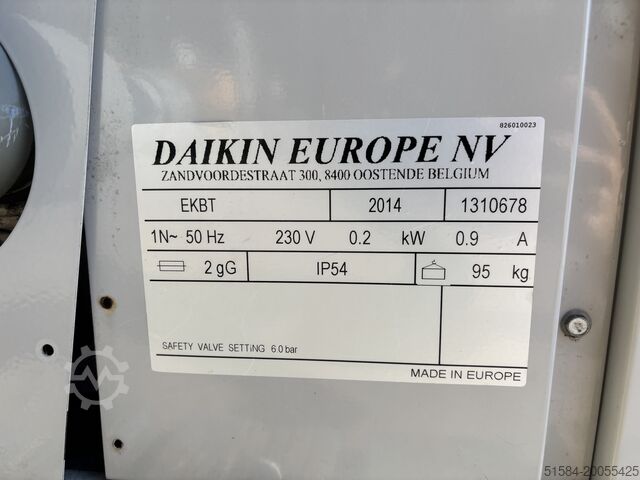 826010023
DAIKIN EUROPE NV
ZANDVOORDESTRAAT 300, 8400 OOSTENDE BELGIUM
EKBT 2014 1310678
1N~ 50 Hz 230 V 0.2 kW 0.9 A
2 gG IP54 95 kg
SAFETY VALVE SETTING 6.0 bar
MADE IN EUROPE
51584-20055425